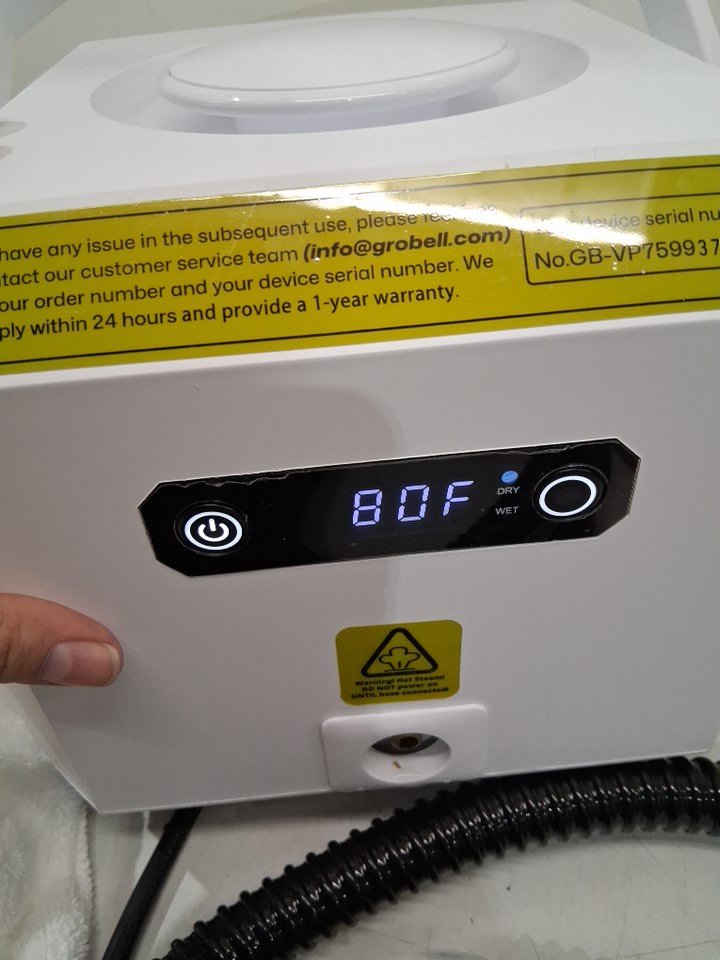 have any issue in the subsequent use, please
tact our customer service team (info@grobell.com)
our order number and your device serial number. We
ply within 24 hours and provide a 1-year warranty.
device serial nu
No.GB-VP759937
80F
DRY
WET
Warning! Hot Steam!
DO NOT power on
UNTIL hose connected!